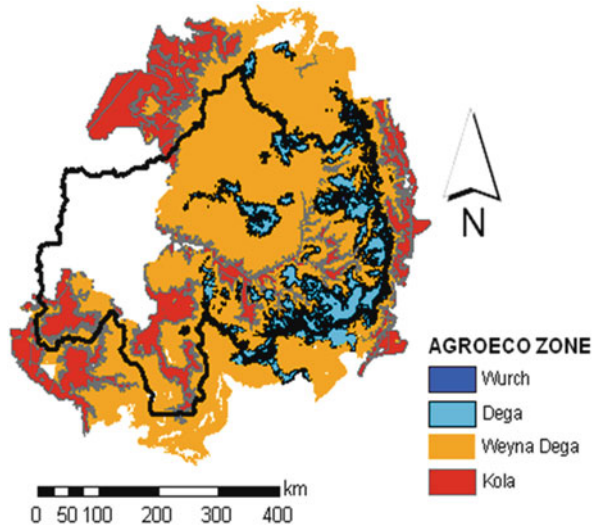 N
AGROECO ZONE
Wurch
Dega
Weyna Dega
Kola
km
0 50 100 200 300 400